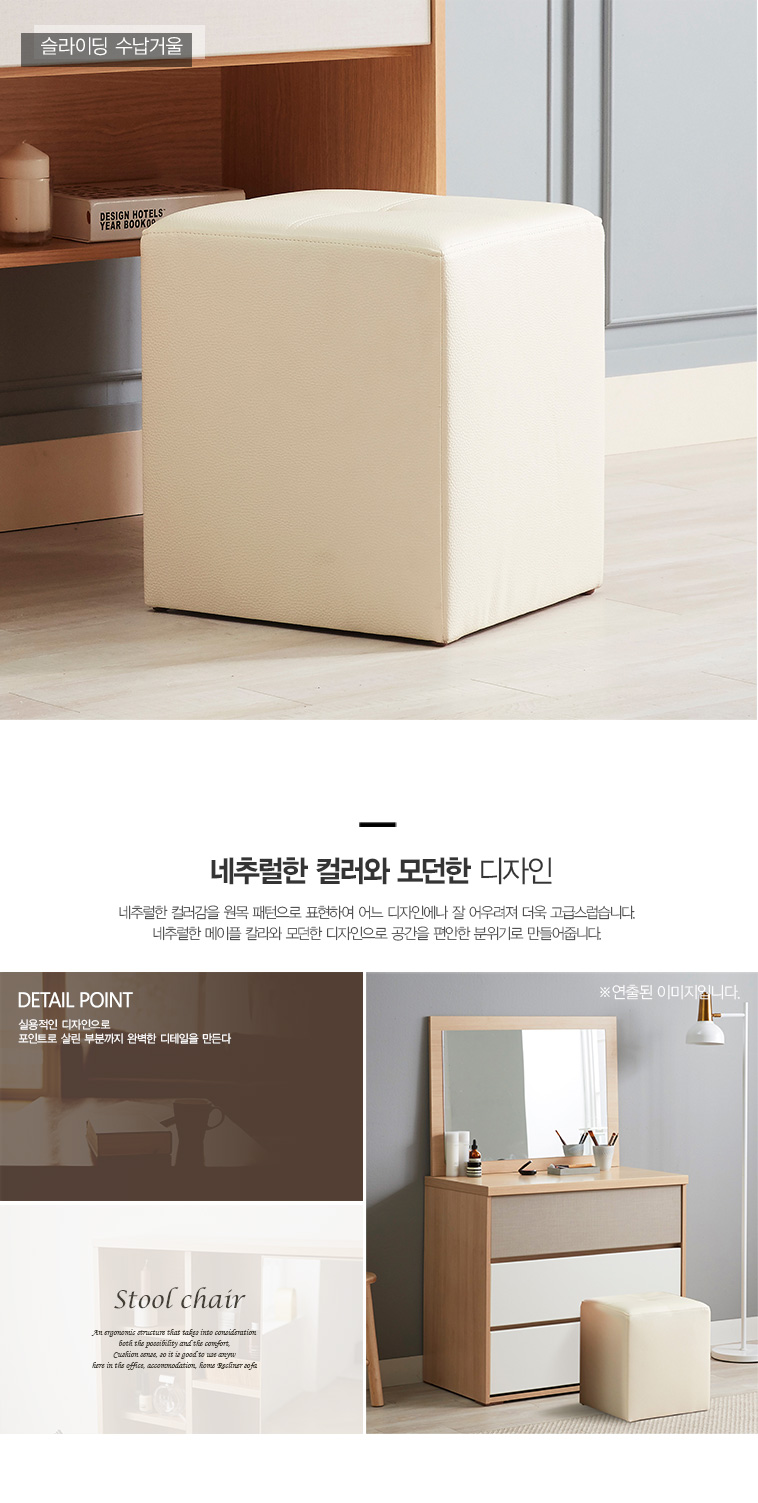 슬라이딩 수납거울
DESIGN HOTELS
YEAR BOOK
네추럴한 컬러와 모던한 디자인
네추럴한 컬러감을 원목 패턴으로 표현하여 어느 디자인에나 잘 어우려져 더욱 고급스럽습니다.
네추럴한 메이플 칼라와 모던한 디자인으로 공간을 편안한 분위기로 만들어줍니다.
DETAIL POINT
실용적인 디자인으로
포인트로 살린 부분까지 완벽한 디테일을 만든다
※연출된 이미지입니다.
Stool chair
An ergonomic structure that takes into consideration
both the possibility and the comfort,
Cushion sense, so it is good to use anyw
here in the office, accommodation, home Recliner sofa